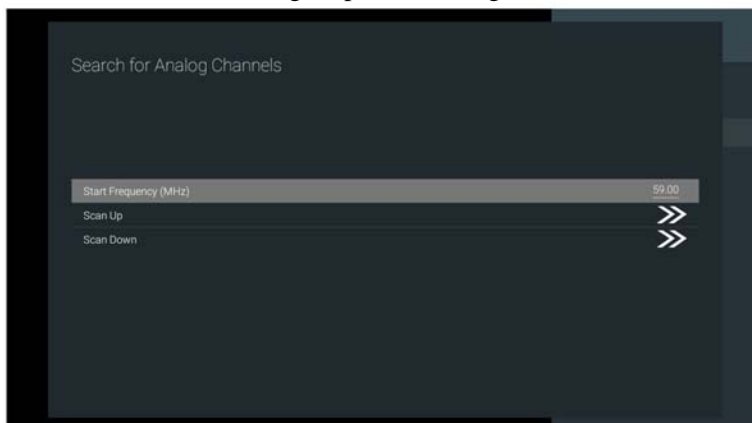 Search for Analog Channels
Start Frequency (MHz) 59.00
Scan Up
Scan Down